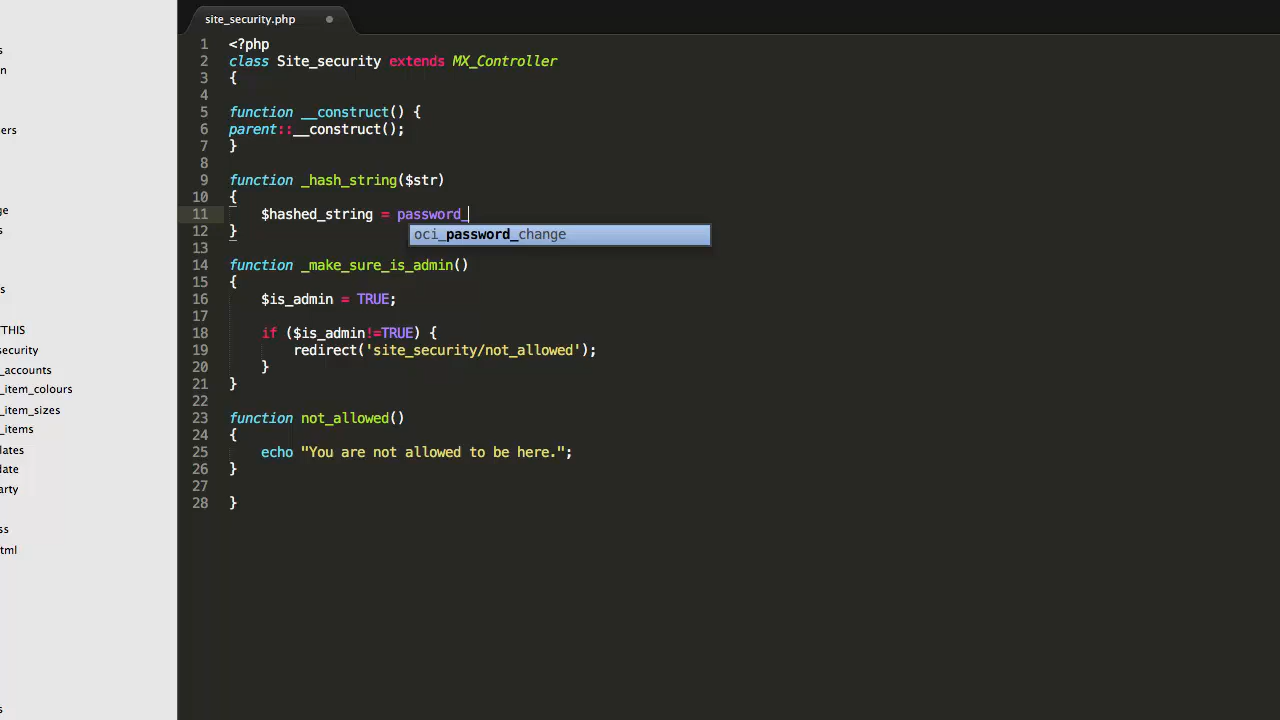 site_security.php
1 <?php
2 class Site_security extends MX_Controller
3 {
4
5 function __construct() {
6 parent::__construct();
7 }
8
9 function _hash_string($str)
10 {
11 $hashed_string = password_
oci_password_change
12 }
13
14 function _make_sure_is_admin()
15 {
16 $is_admin = TRUE;
17
18 if ($is_admin!=TRUE) {
19 redirect('site_security/not_allowed');
20 }
21 }
22
23 function not_allowed()
24 {
25 echo "You are not allowed to be here.";
26 }
27
28 }
s
n
ers
ge
s
s
THIS
security
_accounts
_item_colours
_item_sizes
_items
lates
date
arty
ss
html
s